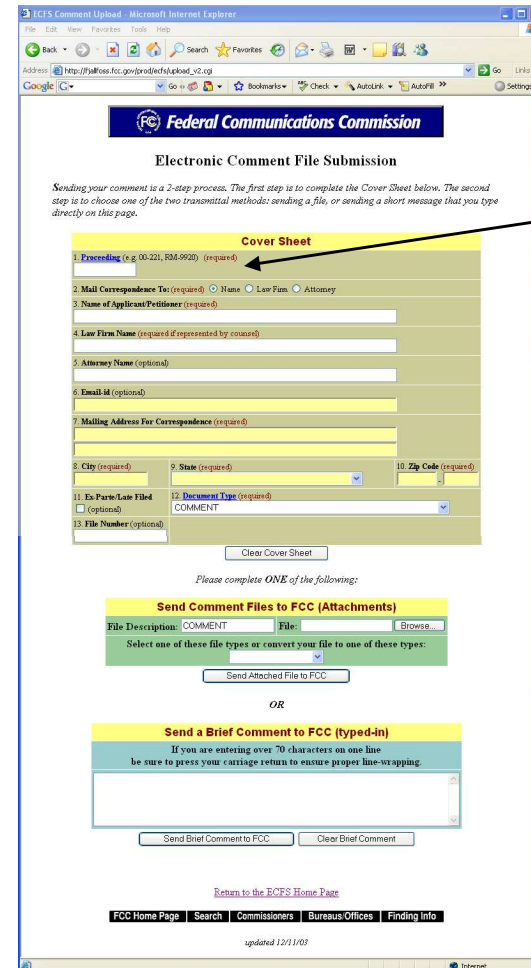 ECFS Comment Upload - Microsoft Internet Explorer
File Edit View Favorites Tools Help
Back Search Favorites
Address http://fjallfoss.fcc.gov/prod/ecfs/upload_v2.cgi Go Links
Google Go Bookmarks Check AutoLink AutoFill Settings
FC Federal Communications Commission
Electronic Comment File Submission
Sending your comment is a 2-step process. The first step is to complete the Cover Sheet below. The second
step is to choose one of the two transmittal methods: sending a file, or sending a short message that you type
directly on this page.
Cover Sheet
1. Proceeding (e.g. 00-221, RM-9920) (required)
2. Mail Correspondence To: (required) Name Law Firm Attorney
3. Name of Applicant/Petitioner (required)
4. Law Firm Name (required if represented by counsel)
5. Attorney Name (optional)
6. Email-id (optional)
7. Mailing Address For Correspondence (required)
8. City (required) 9. State (required) 10. Zip Code (required)
-
11. Ex-Parte/Late Filed 12. Document Type (required)
(optional) COMMENT
13. File Number (optional)
Clear Cover Sheet
Please complete ONE of the following:
Send Comment Files to FCC (Attachments)
File Description: COMMENT File: Browse...
Select one of these file types or convert your file to one of these types:
Send Attached File to FCC
OR
Send a Brief Comment to FCC (typed-in)
If you are entering over 70 characters on one line
be sure to press your carriage return to ensure proper line-wrapping.
Send Brief Comment to FCC Clear Brief Comment
Return to the ECFS Home Page
FCC Home Page Search Commissioners Bureaus/Offices Finding Info
updated 12/11/03
Internet